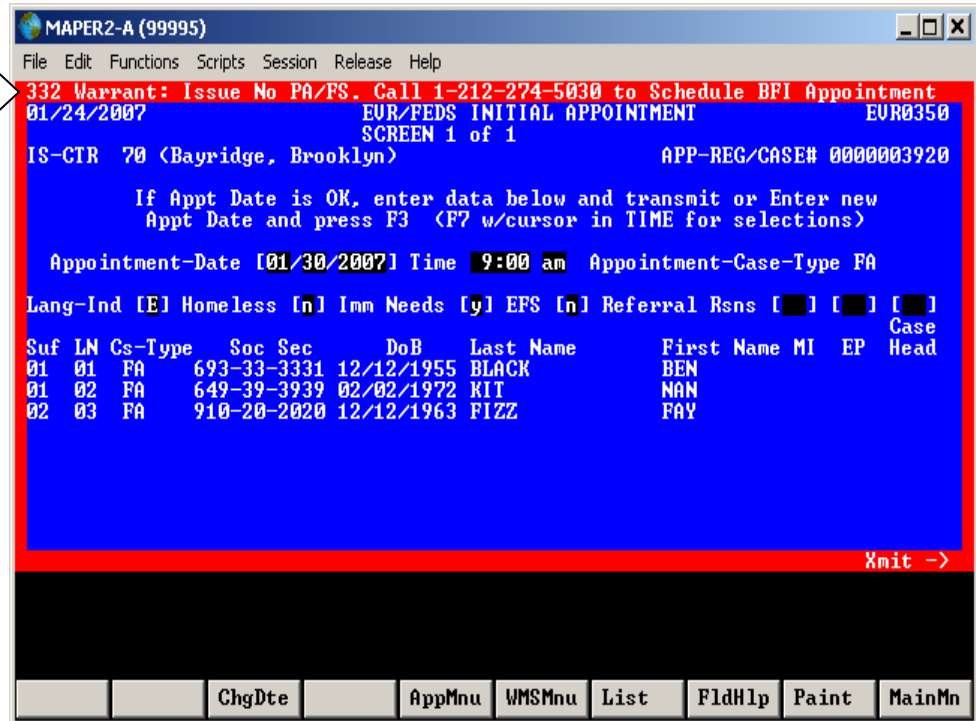 MAPER2-A (99995)
File Edit Functions Scripts Session Release Help
332 Warrant: Issue No PA/FS. Call 1-212-274-5030 to Schedule BFI Appointment
01/24/2007 EVR/FEDS INITIAL APPOINTMENT EVR0350
SCREEN 1 of 1
IS-CTR 70 (Bayridge, Brooklyn) APP-REG/CASE# 0000003920
If Appt Date is OK, enter data below and transmit or Enter new
Appt Date and press F3 (F7 w/cursor in TIME for selections)
Appointment-Date [01/30/2007] Time 9:00 am Appointment-Case-Type FA
Lang-Ind [E] Homeless [n] Imm Needs [y] EFS [n] Referral Rsns [ ] [ ] [ ]
Case
Suf LN Cs-Type Soc Sec DoB Last Name First Name MI EP Head
01 01 FA 693-33-3331 12/12/1955 BLACK BEN
01 02 FA 649-39-3939 02/02/1972 KIT NAN
02 03 FA 910-20-2020 12/12/1963 FIZZ FAY
Xmit ->
ChgDte AppMnu WMSMnu List FldHlp Paint MainMn